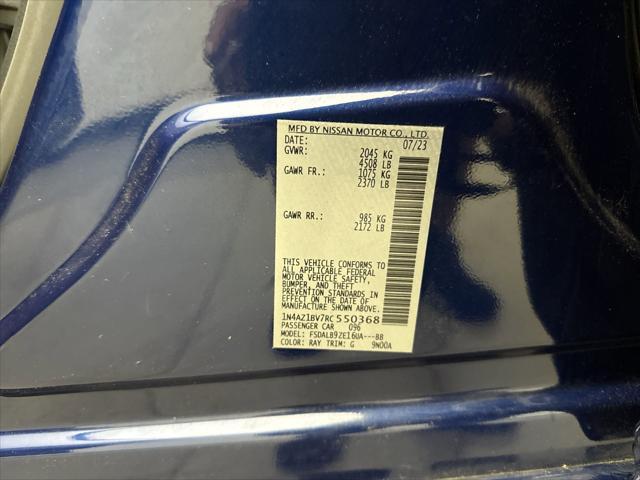 MFD BY NISSAN MOTOR CO., LTD.
DATE: 07/23
GVWR: 2045 KG
4508 LB
GAWR FR.: 1075 KG
2370 LB
GAWR RR.: 985 KG
2172 LB
THIS VEHICLE CONFORMS TO
ALL APPLICABLE FEDERAL
MOTOR VEHICLE SAFETY,
BUMPER, AND THEFT
PREVENTION STANDARDS IN
EFFECT ON THE DATE OF
MANUFACTURE SHOWN ABOVE.
1N4AZ1BV7RC550368
PASSENGER CAR 096
MODEL: FSDALB9ZE16UA---BB
COLOR: RAY TRIM: G 9N00A